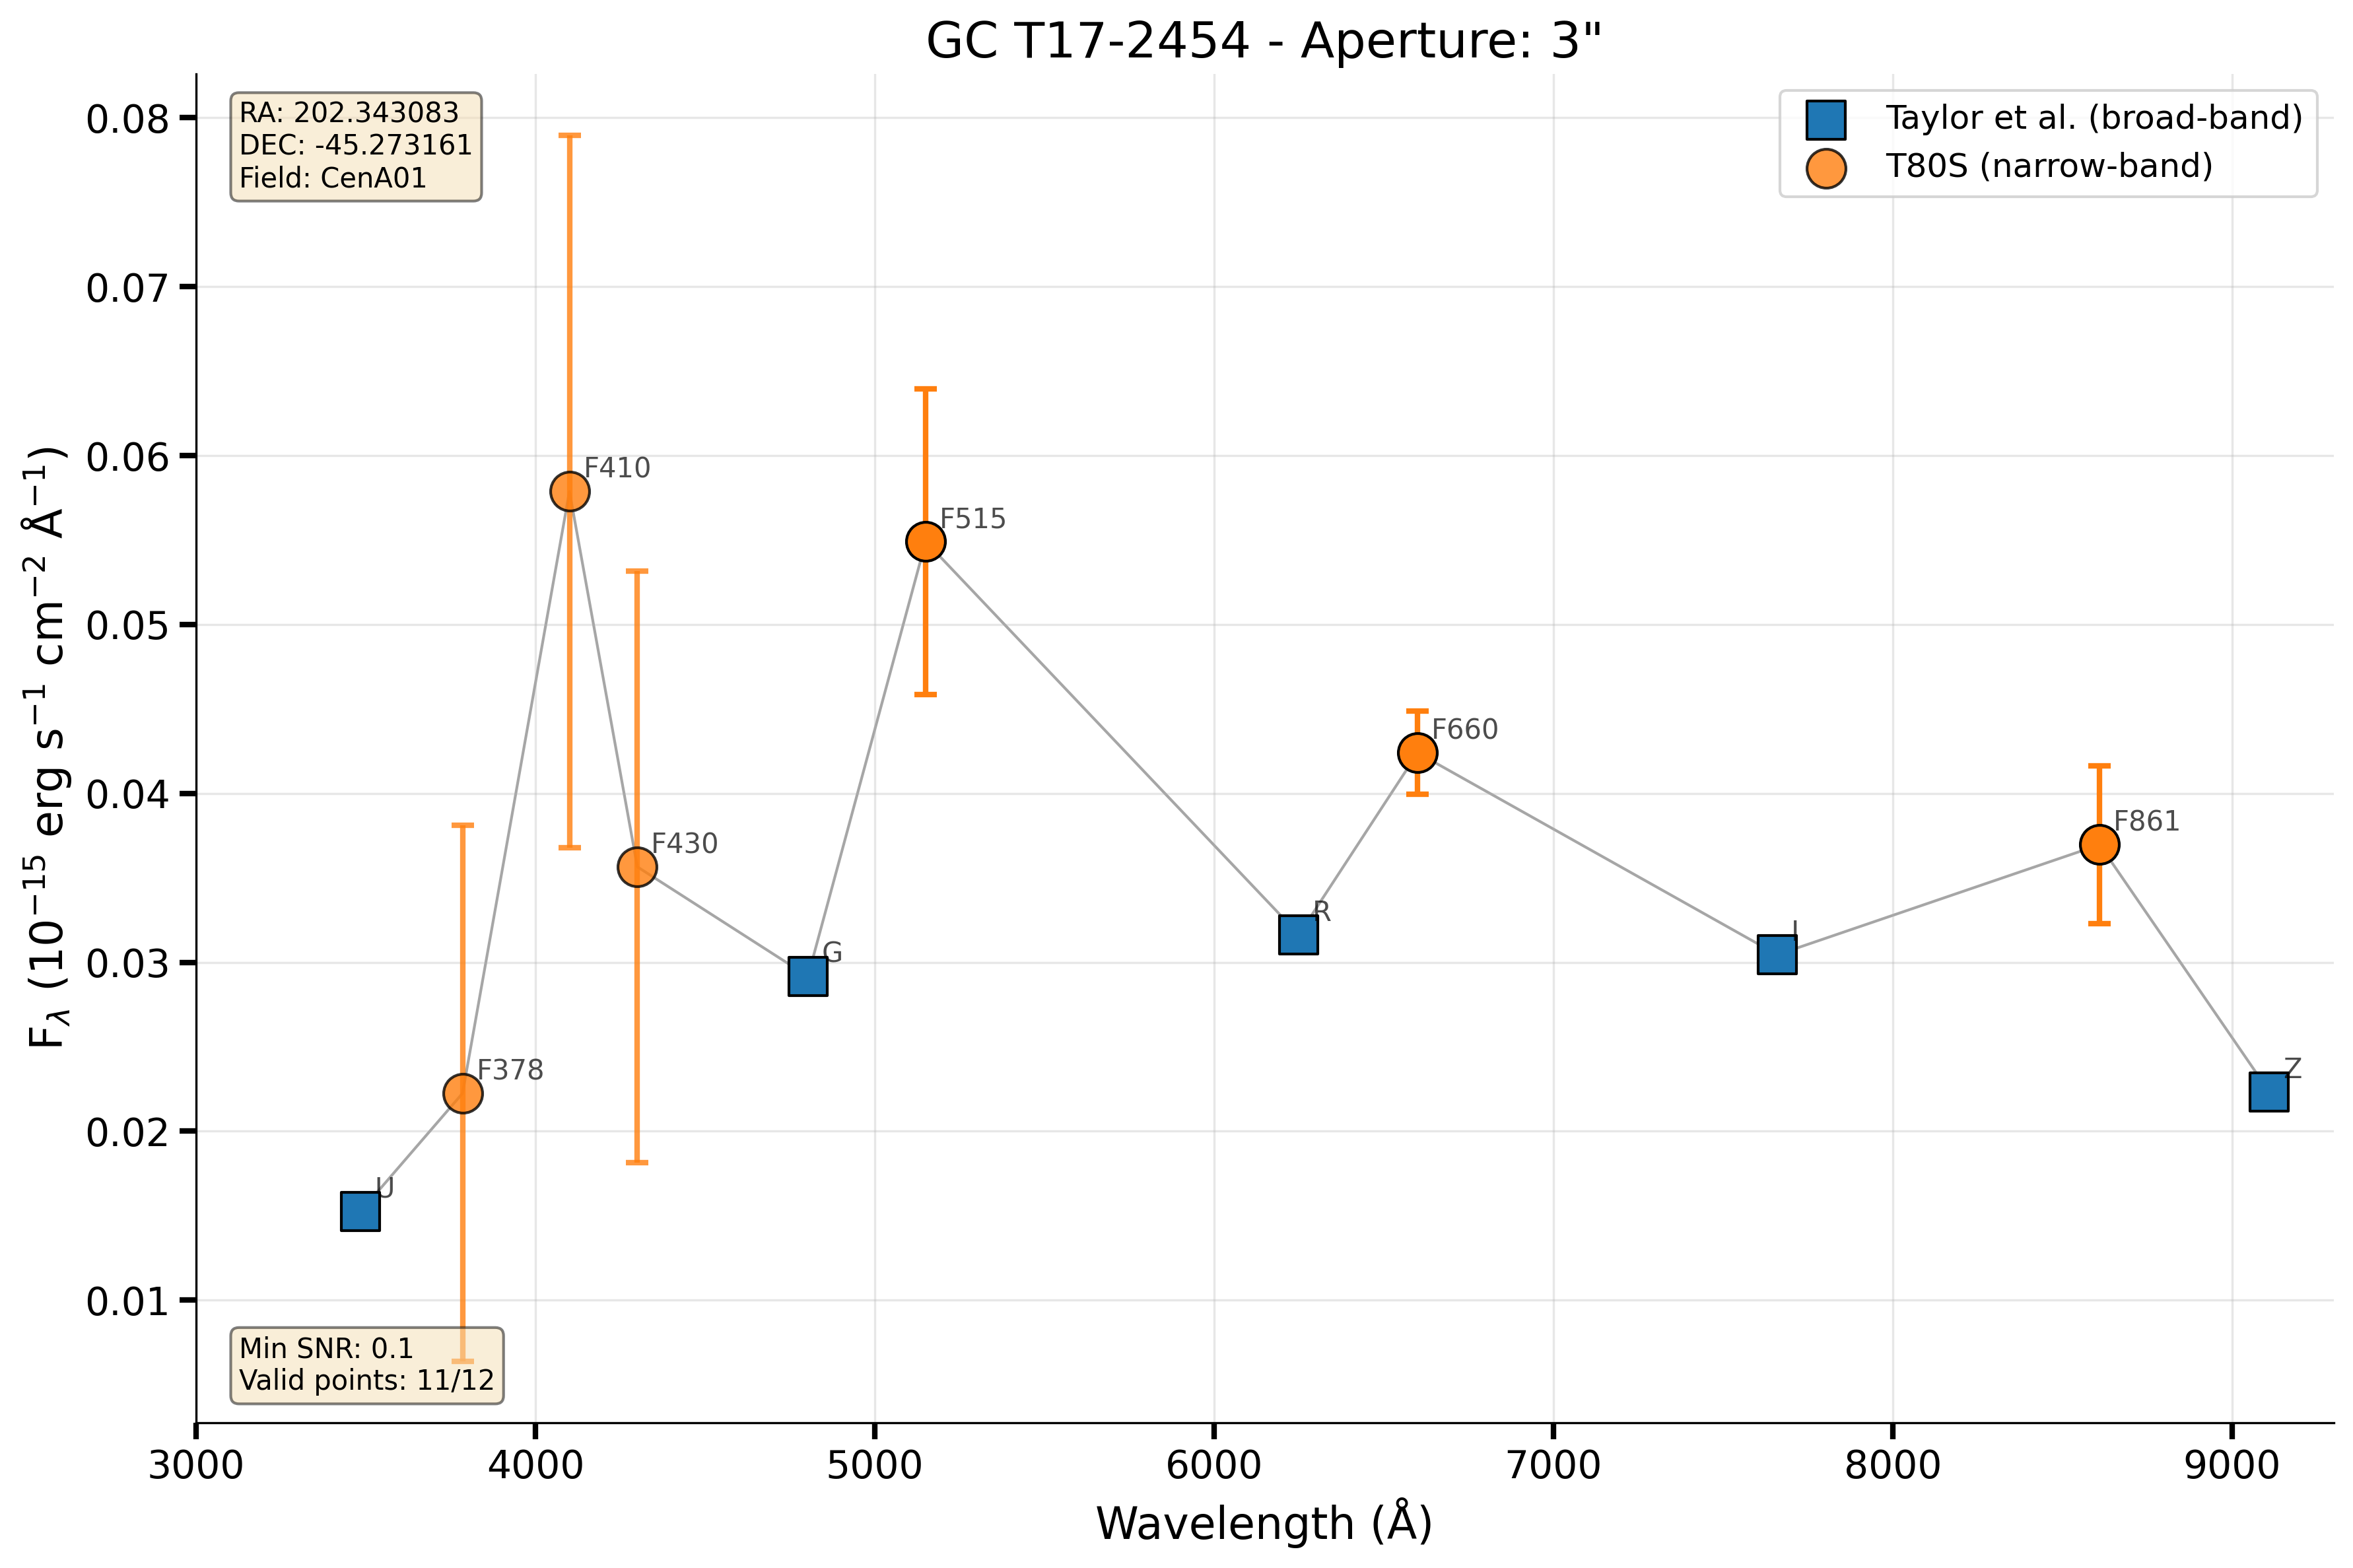 GC T17-2454 - Aperture: 3"
RA: 202.343083
DEC: -45.273161
Field: CenA01
Taylor et al. (broad-band)
T80S (narrow-band)
0.08
0.07
0.06
0.05
0.04
0.03
0.02
0.01
F_λ (10⁻¹⁵ erg s⁻¹ cm⁻² Å⁻¹)
F410
F515
F430
F660
F861
R
I
G
F378
Z
U
Min SNR: 0.1
Valid points: 11/12
3000 4000 5000 6000 7000 8000 9000
Wavelength (Å)